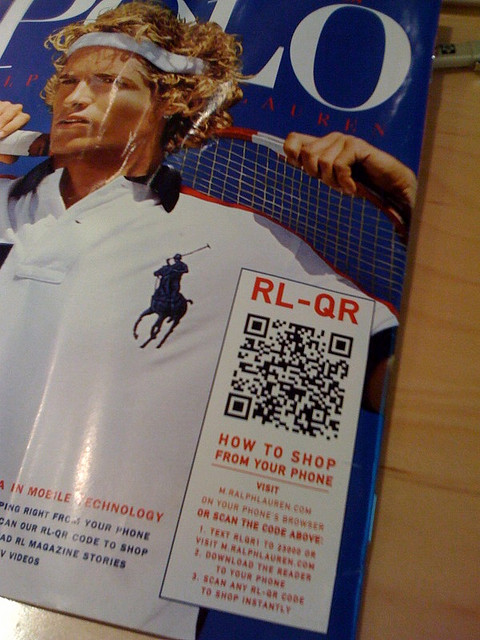 POLO
RL-QR
HOW TO SHOP
FROM YOUR PHONE
VISIT
M.RALPHLAUREN.COM
ON YOUR PHONE'S BROWSER
OR SCAN THE CODE ABOVE:
1. TEXT RLQR1 TO 23000 OR
VISIT M.RALPHLAUREN.COM
2. DOWNLOAD THE READER
TO YOUR PHONE
3. SCAN ANY RL-QR CODE
TO SHOP INSTANTLY
A IN MOBILE TECHNOLOGY
PING RIGHT FROM YOUR PHONE
CAN OUR RL-QR CODE TO SHOP
AD RL MAGAZINE STORIES
V VIDEOS